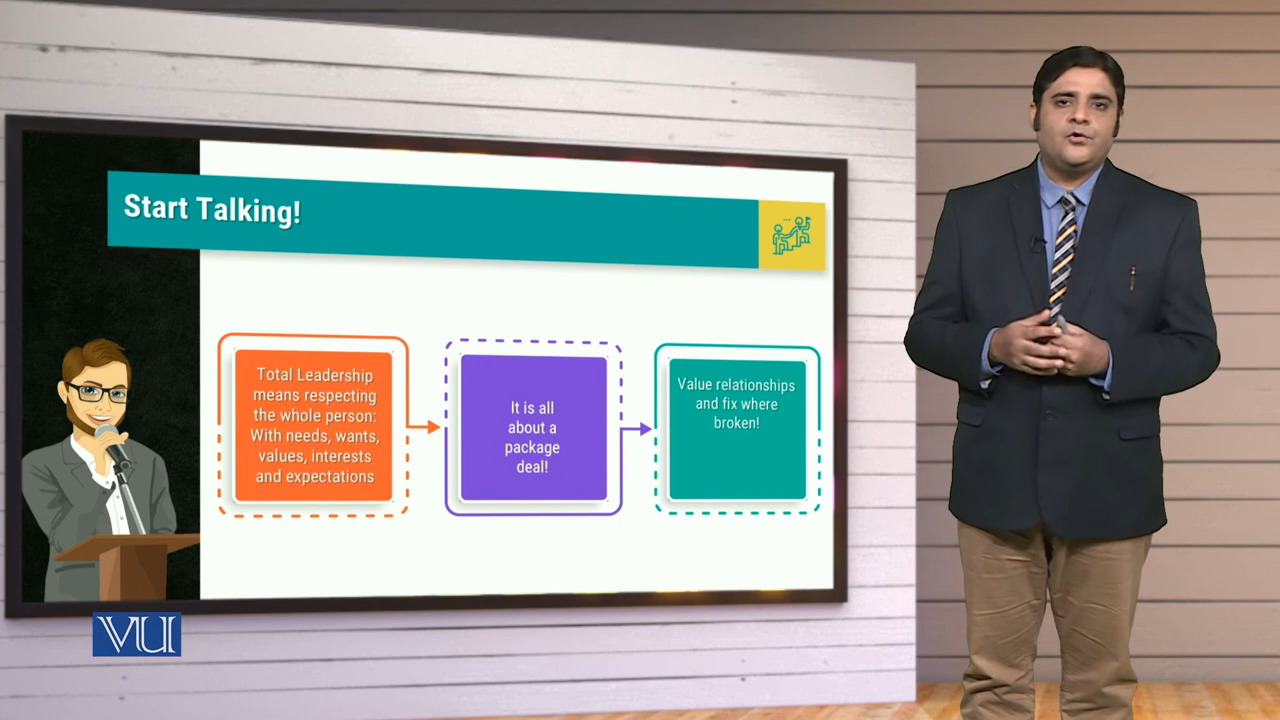 Start Talking!
Total Leadership
means respecting
the whole person:
With needs, wants,
values, interests
and expectations
It is all
about a
package
deal!
Value relationships
and fix where
broken!
VU